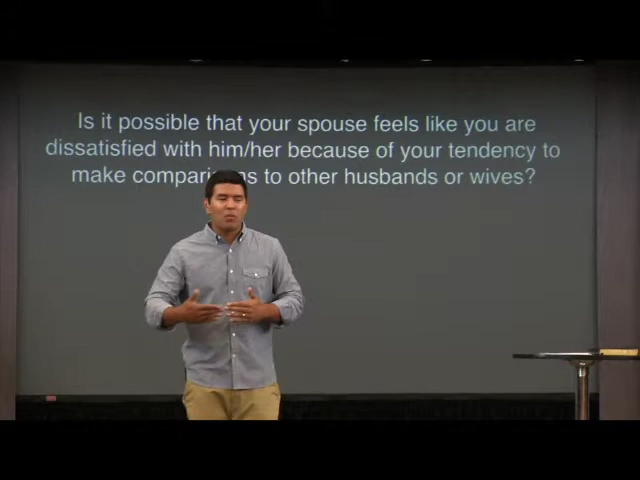 Is it possible that your spouse feels like you are
dissatisfied with him/her because of your tendency to
make compari s to other husbands or wives?